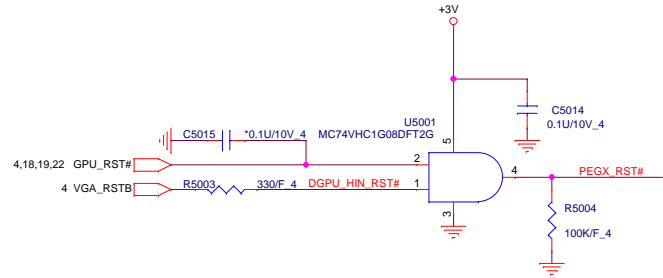 +3V
C5015
*0.1U/10V_4
U5001
MC74VHC1G08DFT2G
C5014
0.1U/10V_4
5
4,18,19,22 GPU_RST#
2
4
PEGX_RST#
4 VGA_RSTB
R5003
330/F_4
DGPU_HIN_RST#
1
3
R5004
100K/F_4